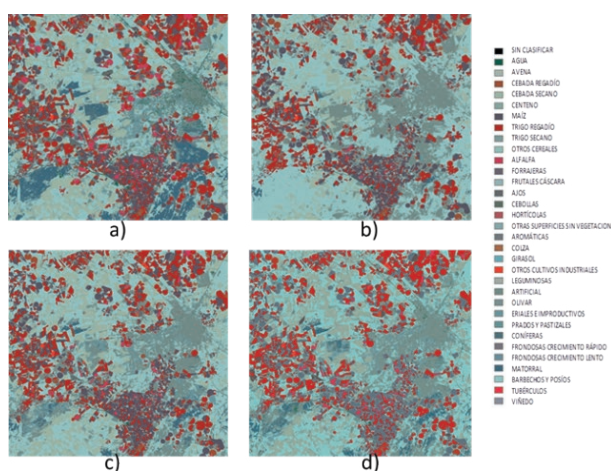 a)
b)
c)
d)
SIN CLASIFICAR
AGUA
AVENA
CEBADA REGADÍO
CEBADA SECANO
CENTENO
MAÍZ
TRIGO REGADÍO
TRIGO SECANO
OTROS CEREALES
ALFALFA
FORRAJERAS
FRUTALES CÁSCARA
AJOS
CEBOLLAS
HORTÍCOLAS
OTRAS SUPERFICIES SIN VEGETACION
AROMÁTICAS
COLZA
GIRASOL
OTROS CULTIVOS INDUSTRIALES
LEGUMINOSAS
ARTIFICIAL
OLIVAR
ERIALES E IMPRODUCTIVOS
PRADOS Y PASTIZALES
CONÍFERAS
FRONDOSAS CRECIMIENTO RÁPIDO
FRONDOSAS CRECIMIENTO LENTO
MATORRAL
BARBECHOS Y POSÍOS
TUBÉRCULOS
VIÑEDO